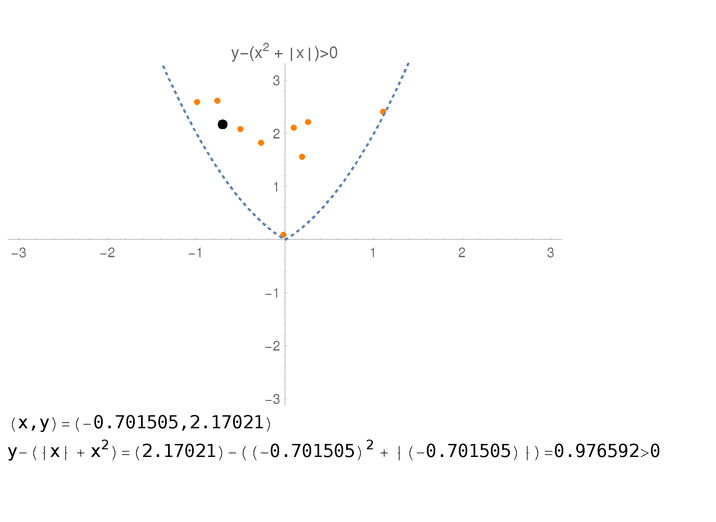 y−(x² + |x|)>0
3
2
1
−3 −2 −1 1 2 3
−1
−2
−3
(x,y)=(−0.701505,2.17021)
y−(|x| + x²)=(2.17021)−((−0.701505)² + |(−0.701505)|)=0.976592>0